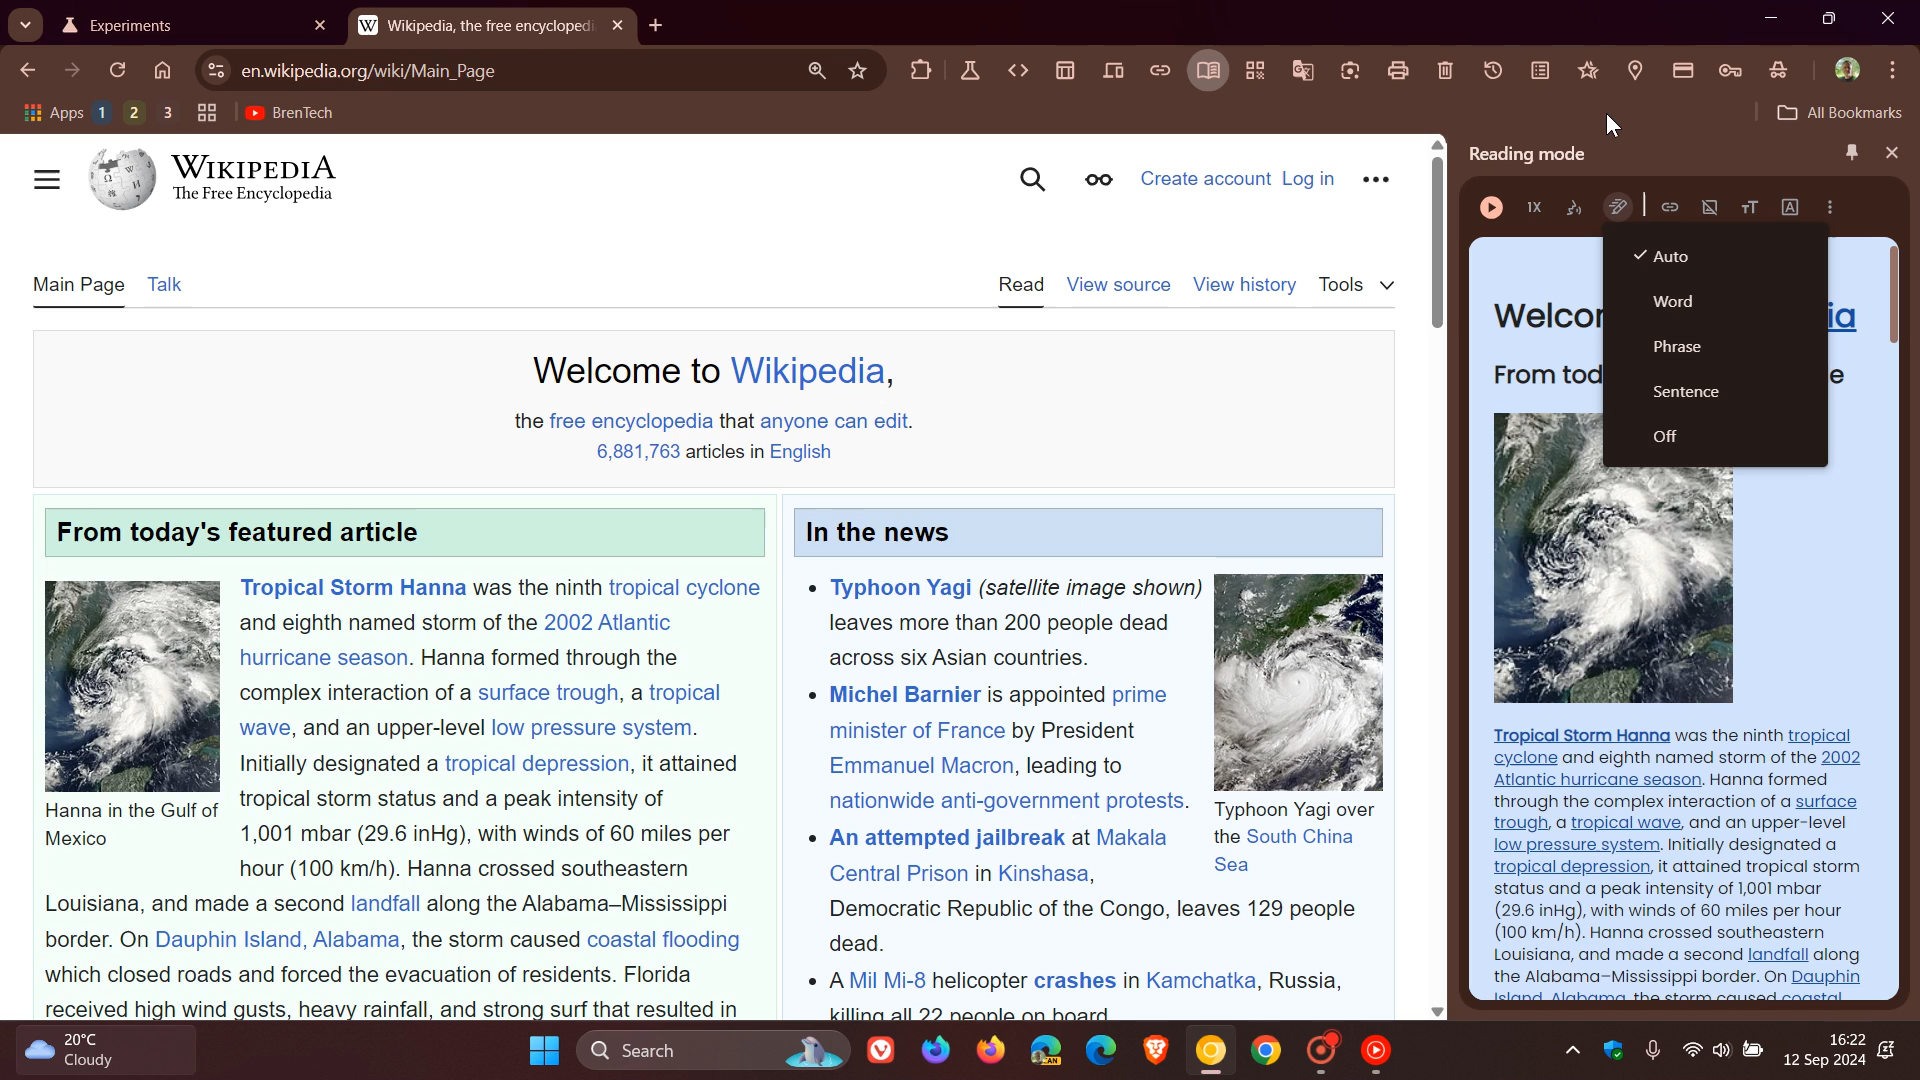 Experiments
Wikipedia, the free encyclopedi
en.wikipedia.org/wiki/Main_Page
Apps 1 2 3 BrenTech
All Bookmarks
WIKIPEDIA
The Free Encyclopedia
Create account Log in
Main Page Talk
Read View source View history Tools
Welcome to Wikipedia,
the free encyclopedia that anyone can edit.
6,881,763 articles in English
From today's featured article
Tropical Storm Hanna was the ninth tropical cyclone
and eighth named storm of the 2002 Atlantic
hurricane season. Hanna formed through the
complex interaction of a surface trough, a tropical
wave, and an upper-level low pressure system.
Initially designated a tropical depression, it attained
tropical storm status and a peak intensity of
1,001 mbar (29.6 inHg), with winds of 60 miles per
hour (100 km/h). Hanna crossed southeastern
Hanna in the Gulf of
Mexico
Louisiana, and made a second landfall along the Alabama–Mississippi
border. On Dauphin Island, Alabama, the storm caused coastal flooding
which closed roads and forced the evacuation of residents. Florida
received high wind gusts, heavy rainfall, and strong surf that resulted in
In the news
Typhoon Yagi (satellite image shown)
leaves more than 200 people dead
across six Asian countries.
Michel Barnier is appointed prime
minister of France by President
Emmanuel Macron, leading to
nationwide anti-government protests.
An attempted jailbreak at Makala
Central Prison in Kinshasa,
Democratic Republic of the Congo, leaves 129 people
dead.
A Mil Mi-8 helicopter crashes in Kamchatka, Russia,
killing all 22 people on board
Typhoon Yagi over
the South China
Sea
Reading mode
1X
Auto
Word
Phrase
Sentence
Off
Welcom ia
From tod e
Tropical Storm Hanna was the ninth tropical
cyclone and eighth named storm of the 2002
Atlantic hurricane season. Hanna formed
through the complex interaction of a surface
trough, a tropical wave, and an upper-level
low pressure system. Initially designated a
tropical depression, it attained tropical storm
status and a peak intensity of 1,001 mbar
(29.6 inHg), with winds of 60 miles per hour
(100 km/h). Hanna crossed southeastern
Louisiana, and made a second landfall along
the Alabama–Mississippi border. On Dauphin
Island, Alabama, the storm caused coastal
20°C
Cloudy
Search
CAN
16:22
12 Sep 2024